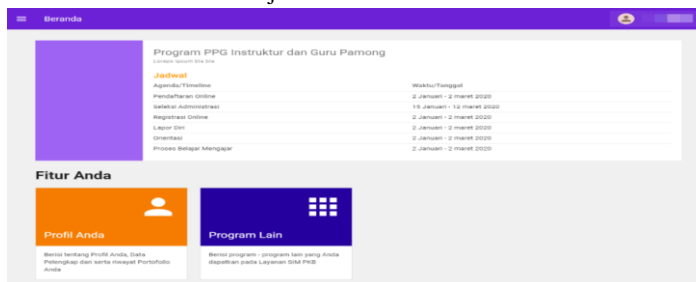 Beranda
Program PPG Instruktur dan Guru Pamong
Lorem Ipsum bla bla
Jadwal
Agenda/Timeline Waktu/Tanggal
Pendaftaran Online 2 Januari - 2 maret 2020
Seleksi Administrasi 15 Januari - 12 maret 2020
Registrasi Online 2 Januari - 2 maret 2020
Lapor Diri 2 Januari - 2 maret 2020
Orientasi 2 Januari - 2 maret 2020
Proses Belajar Mengajar 2 Januari - 2 maret 2020
Fitur Anda
Profil Anda
Berisi tentang Profil Anda, Data
Pelengkap dan serta riwayat Portofolio
Anda
Program Lain
Berisi program - program lain yang Anda
dapatkan pada Layanan SIM PKB